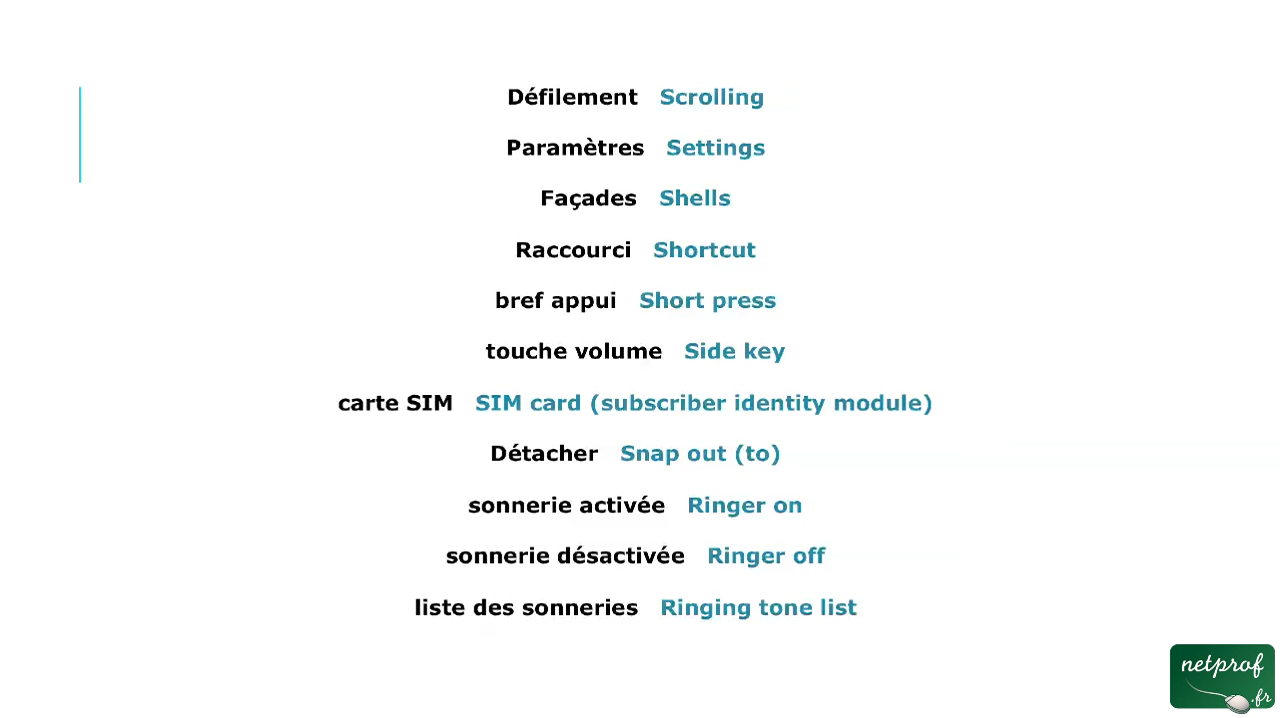 Défilement Scrolling
Paramètres Settings
Façades Shells
Raccourci Shortcut
bref appui Short press
touche volume Side key
carte SIM SIM card (subscriber identity module)
Détacher Snap out (to)
sonnerie activée Ringer on
sonnerie désactivée Ringer off
liste des sonneries Ringing tone list
netprof
.fr